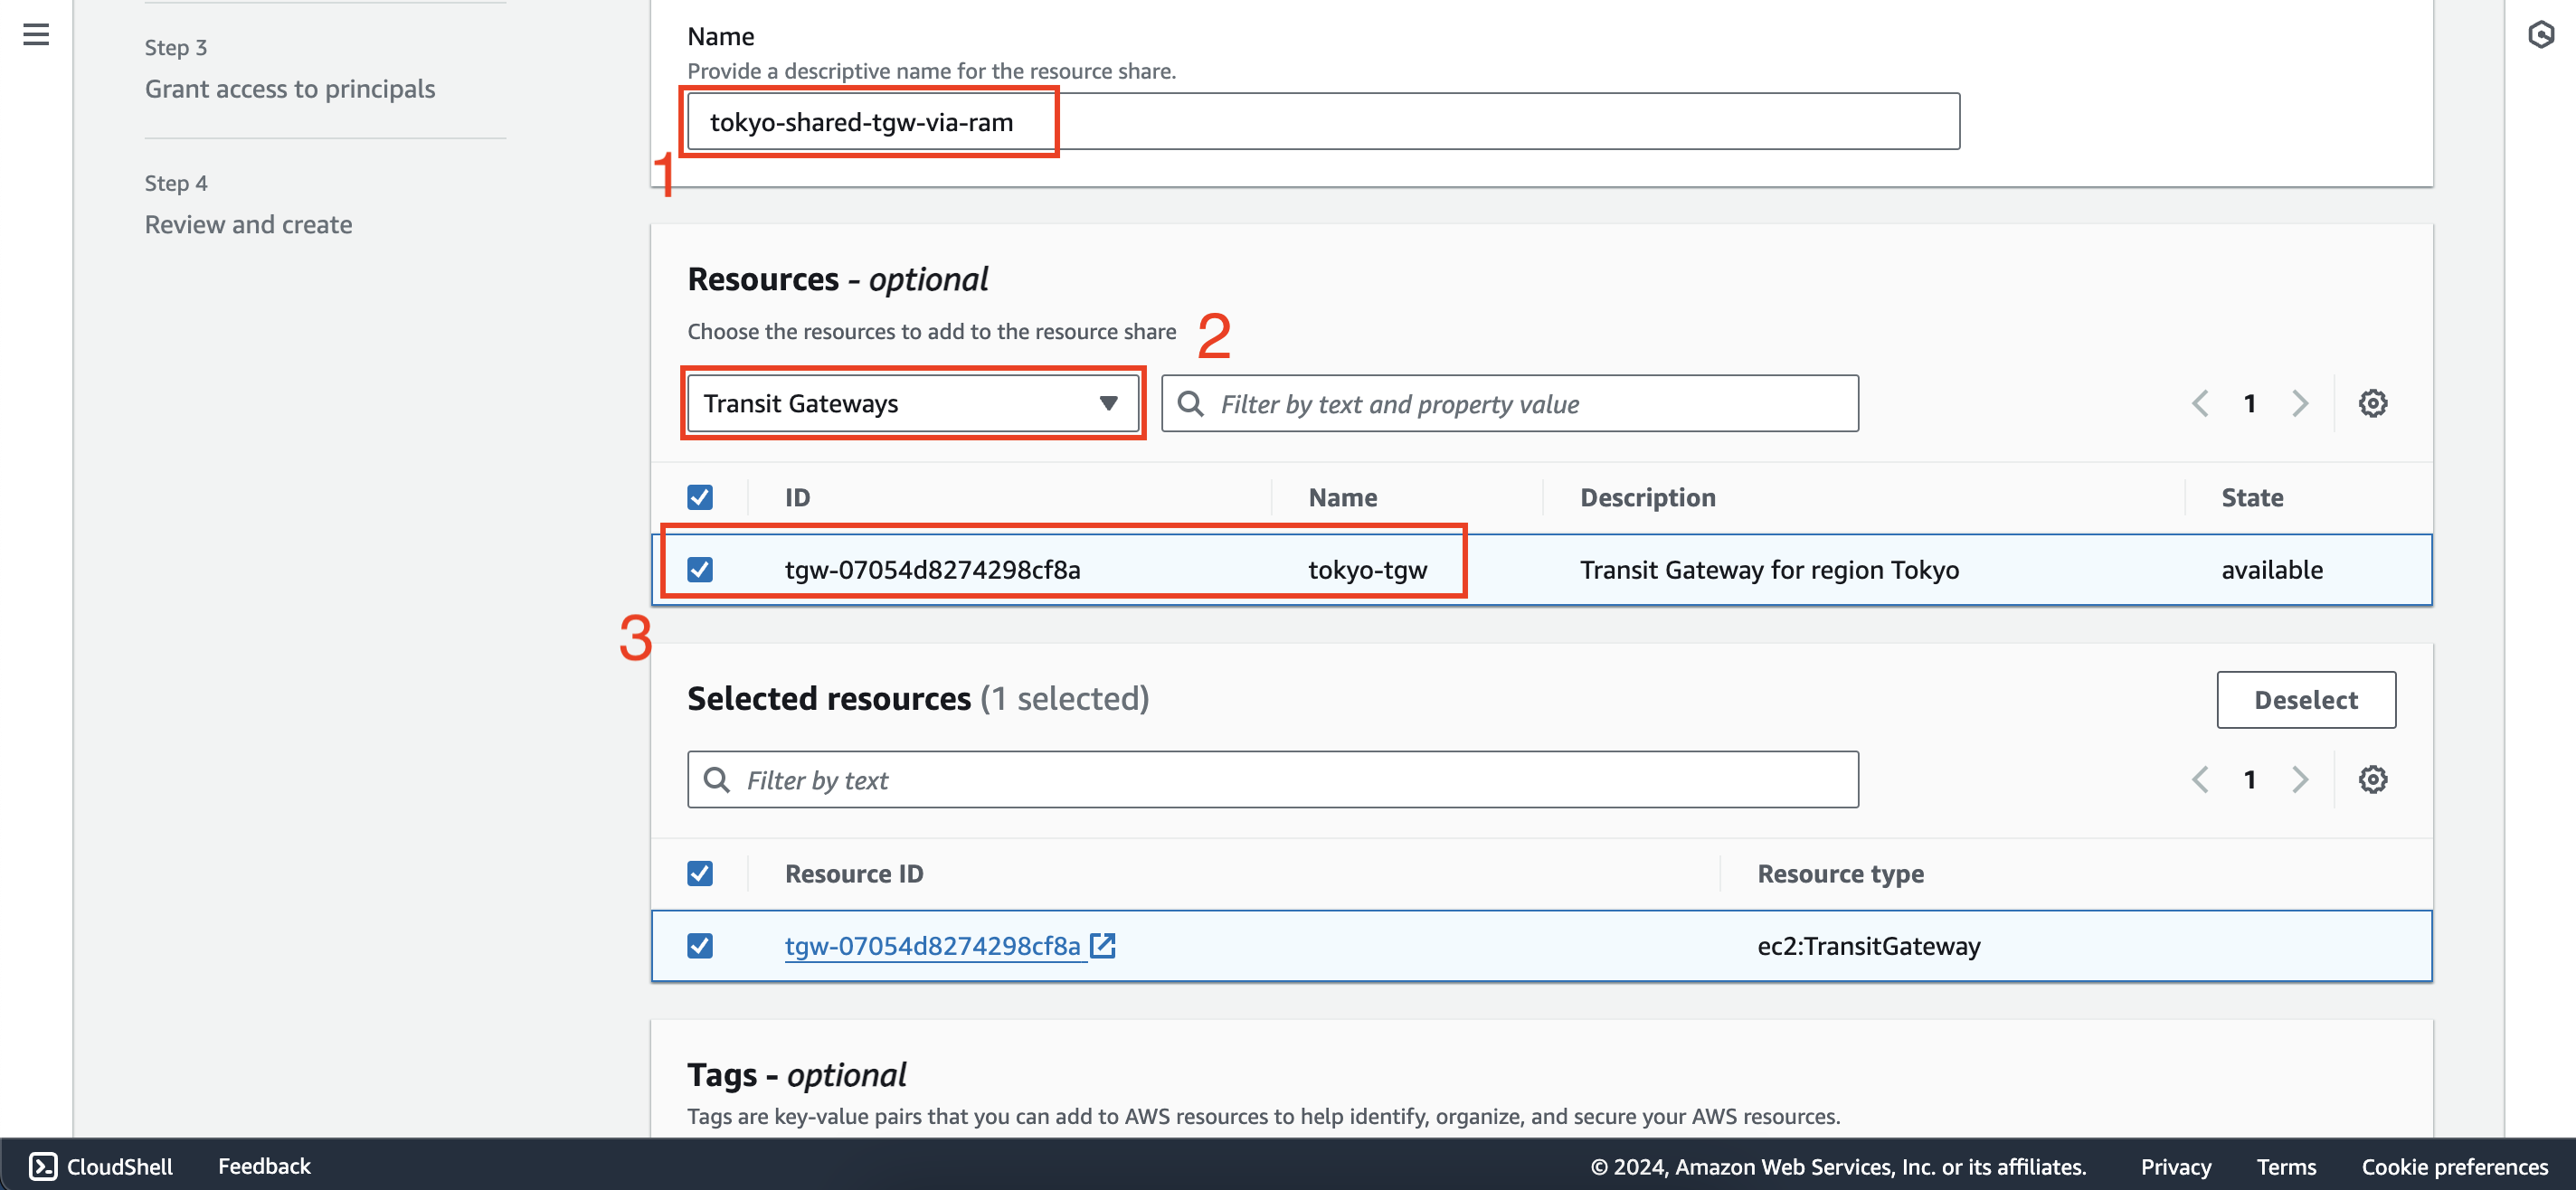 Step 3
Grant access to principals
Step 4
Review and create
Name
Provide a descriptive name for the resource share.
tokyo-shared-tgw-via-ram
1
Resources - optional
Choose the resources to add to the resource share
2
Transit Gateways
Filter by text and property value
1
ID Name Description State
tgw-07054d8274298cf8a tokyo-tgw Transit Gateway for region Tokyo available
3
Selected resources (1 selected)
Deselect
Filter by text
1
Resource ID Resource type
tgw-07054d8274298cf8a ec2:TransitGateway
Tags - optional
Tags are key-value pairs that you can add to AWS resources to help identify, organize, and secure your AWS resources.
CloudShell Feedback © 2024, Amazon Web Services, Inc. or its affiliates. Privacy Terms Cookie preferences